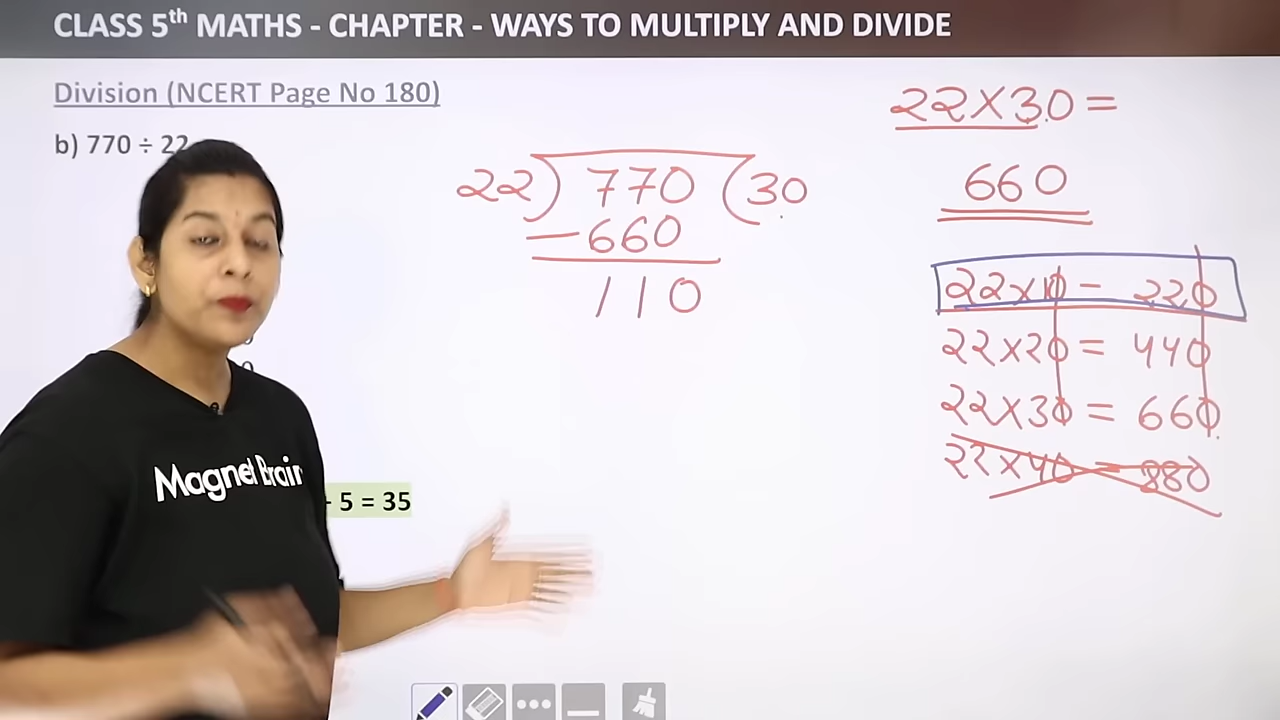 CLASS 5th MATHS - CHAPTER - WAYS TO MULTIPLY AND DIVIDE
Division (NCERT Page No 180)
b) 770 ÷ 22
22 ) 770 ( 30
- 660
110
5 = 35
Magnet Brain
22 X 30 =
660
22 x 10 - 220
22 x 20 = 440
22 x 30 = 660
22 x 40 = 880